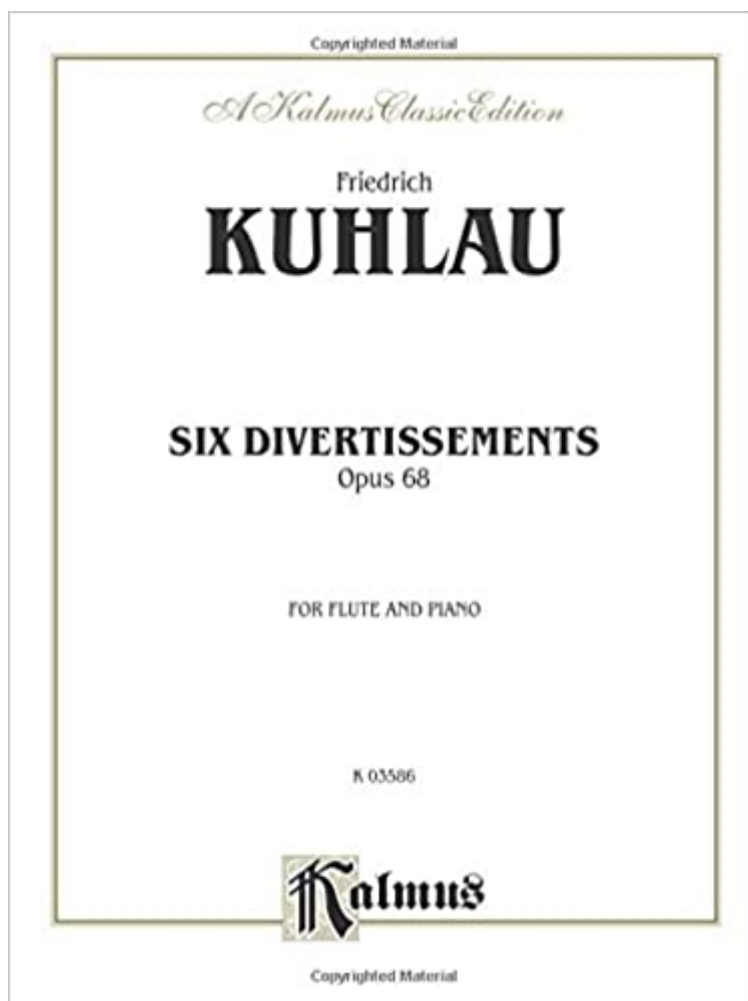 Copyrighted Material
A Kalmus Classic Edition
Friedrich
KUHLAU
SIX DIVERTISSEMENTS
Opus 68
FOR FLUTE AND PIANO
K 03586
Kalmus
Copyrighted Material